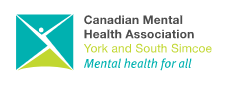 Canadian Mental
Health Association
York and South Simcoe
Mental health for all